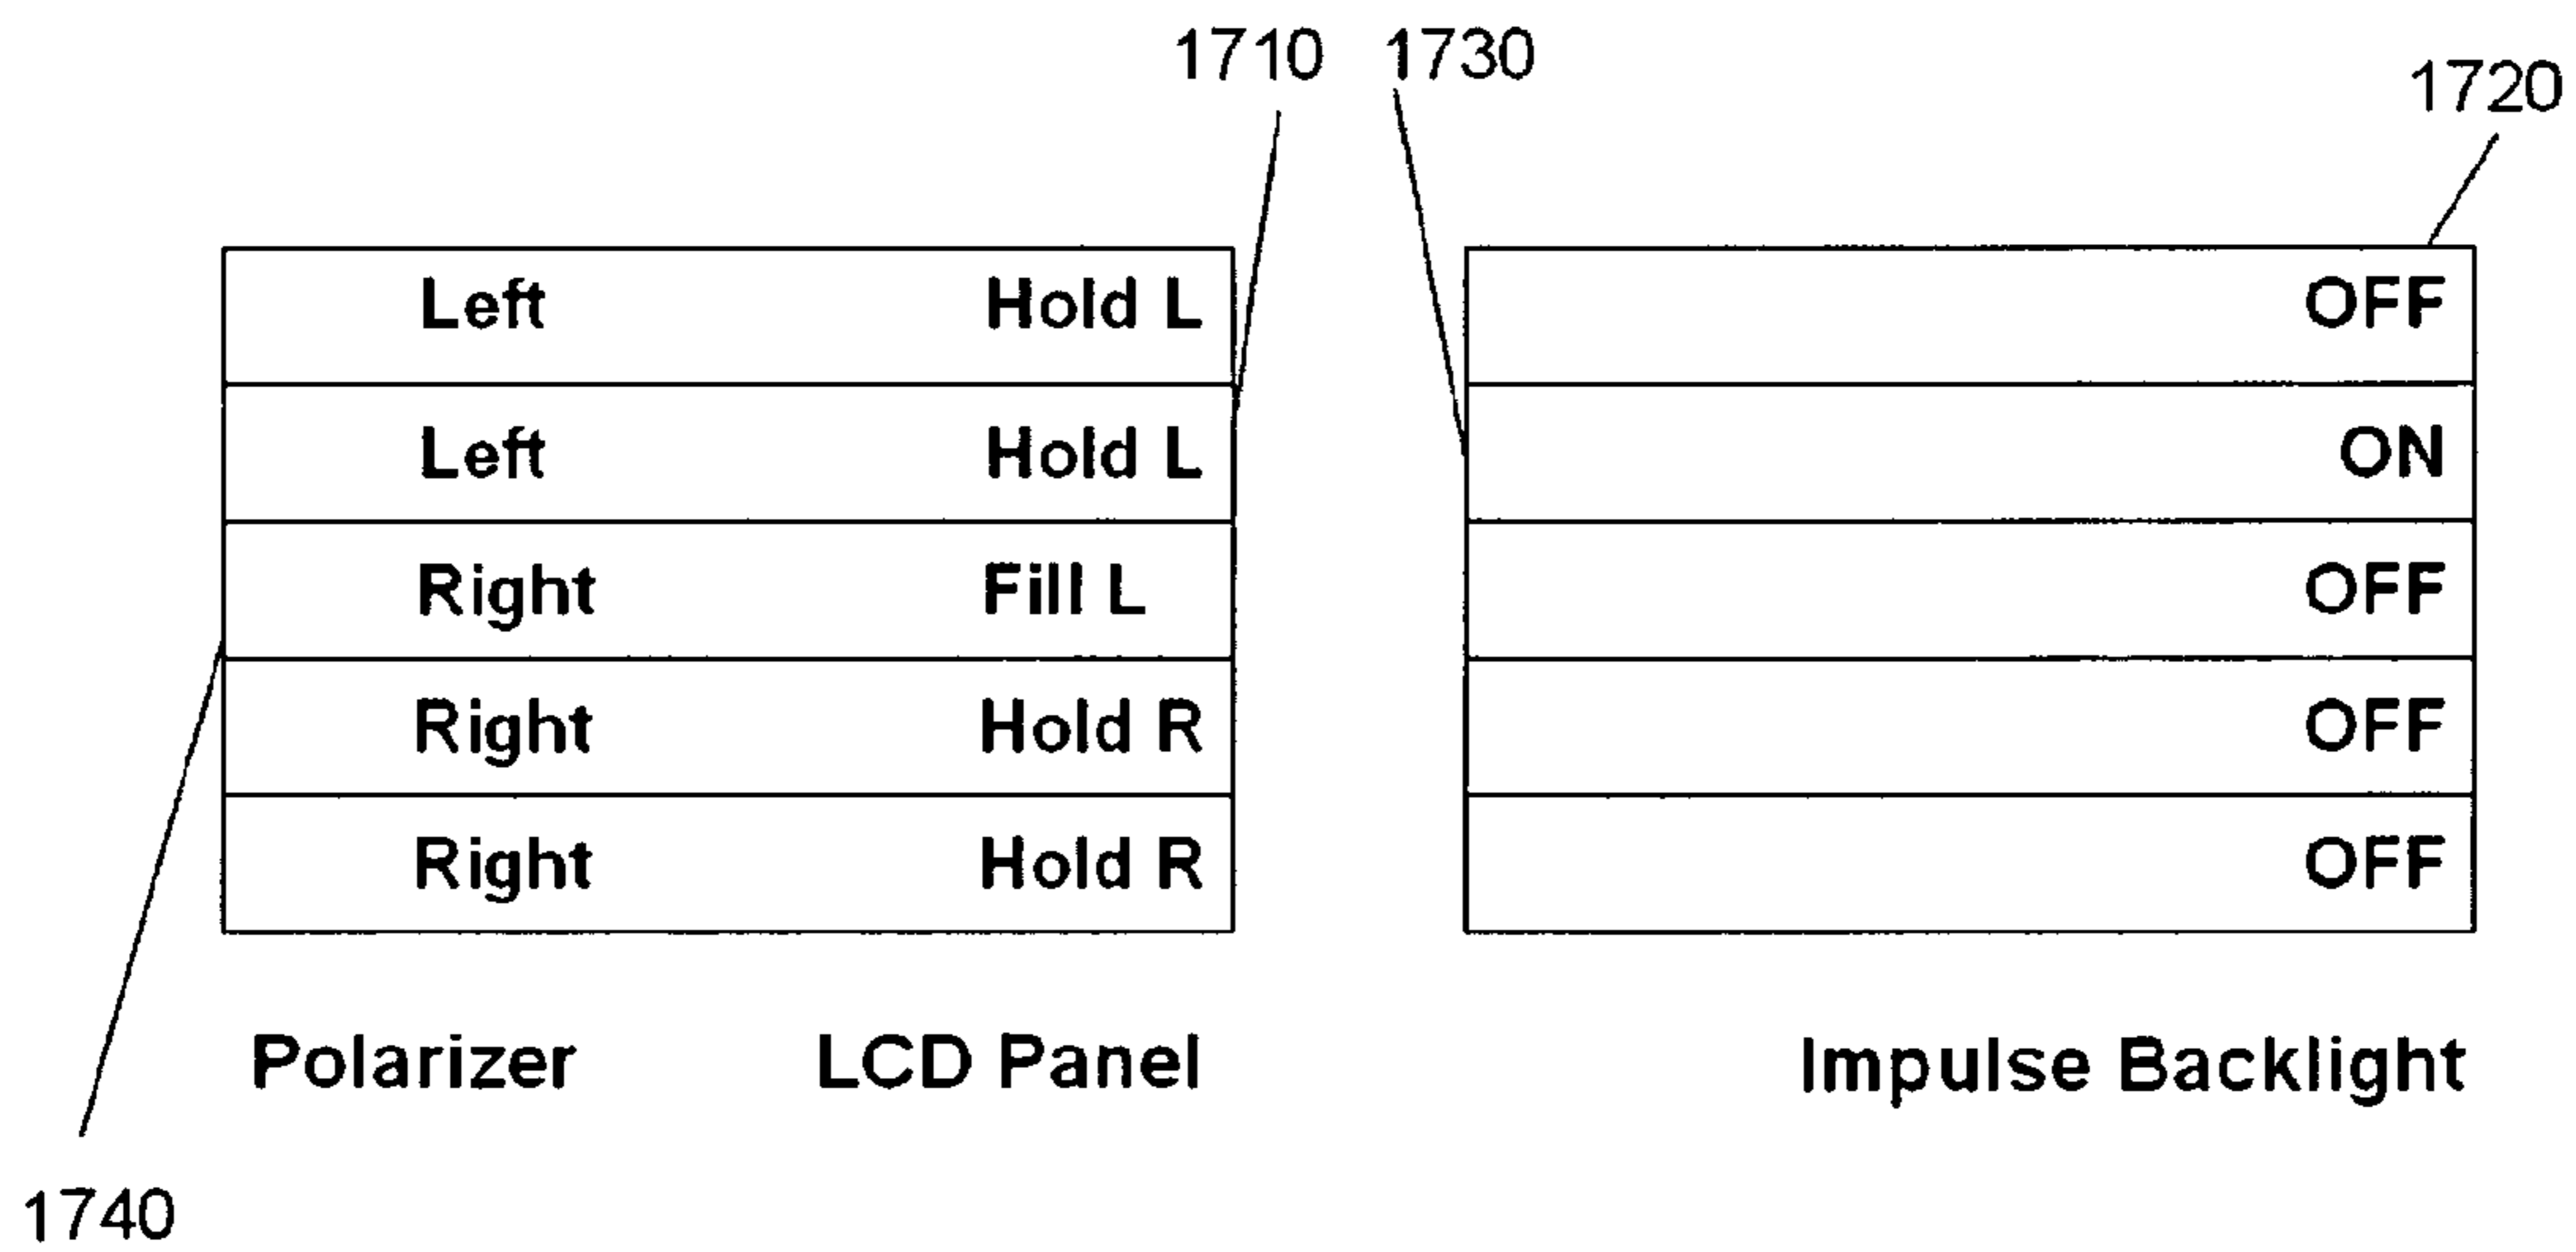 1710 1730
1720
Left Hold L OFF
Left Hold L ON
Right Fill L OFF
Right Hold R OFF
Right Hold R OFF
Polarizer LCD Panel Impulse Backlight
1740